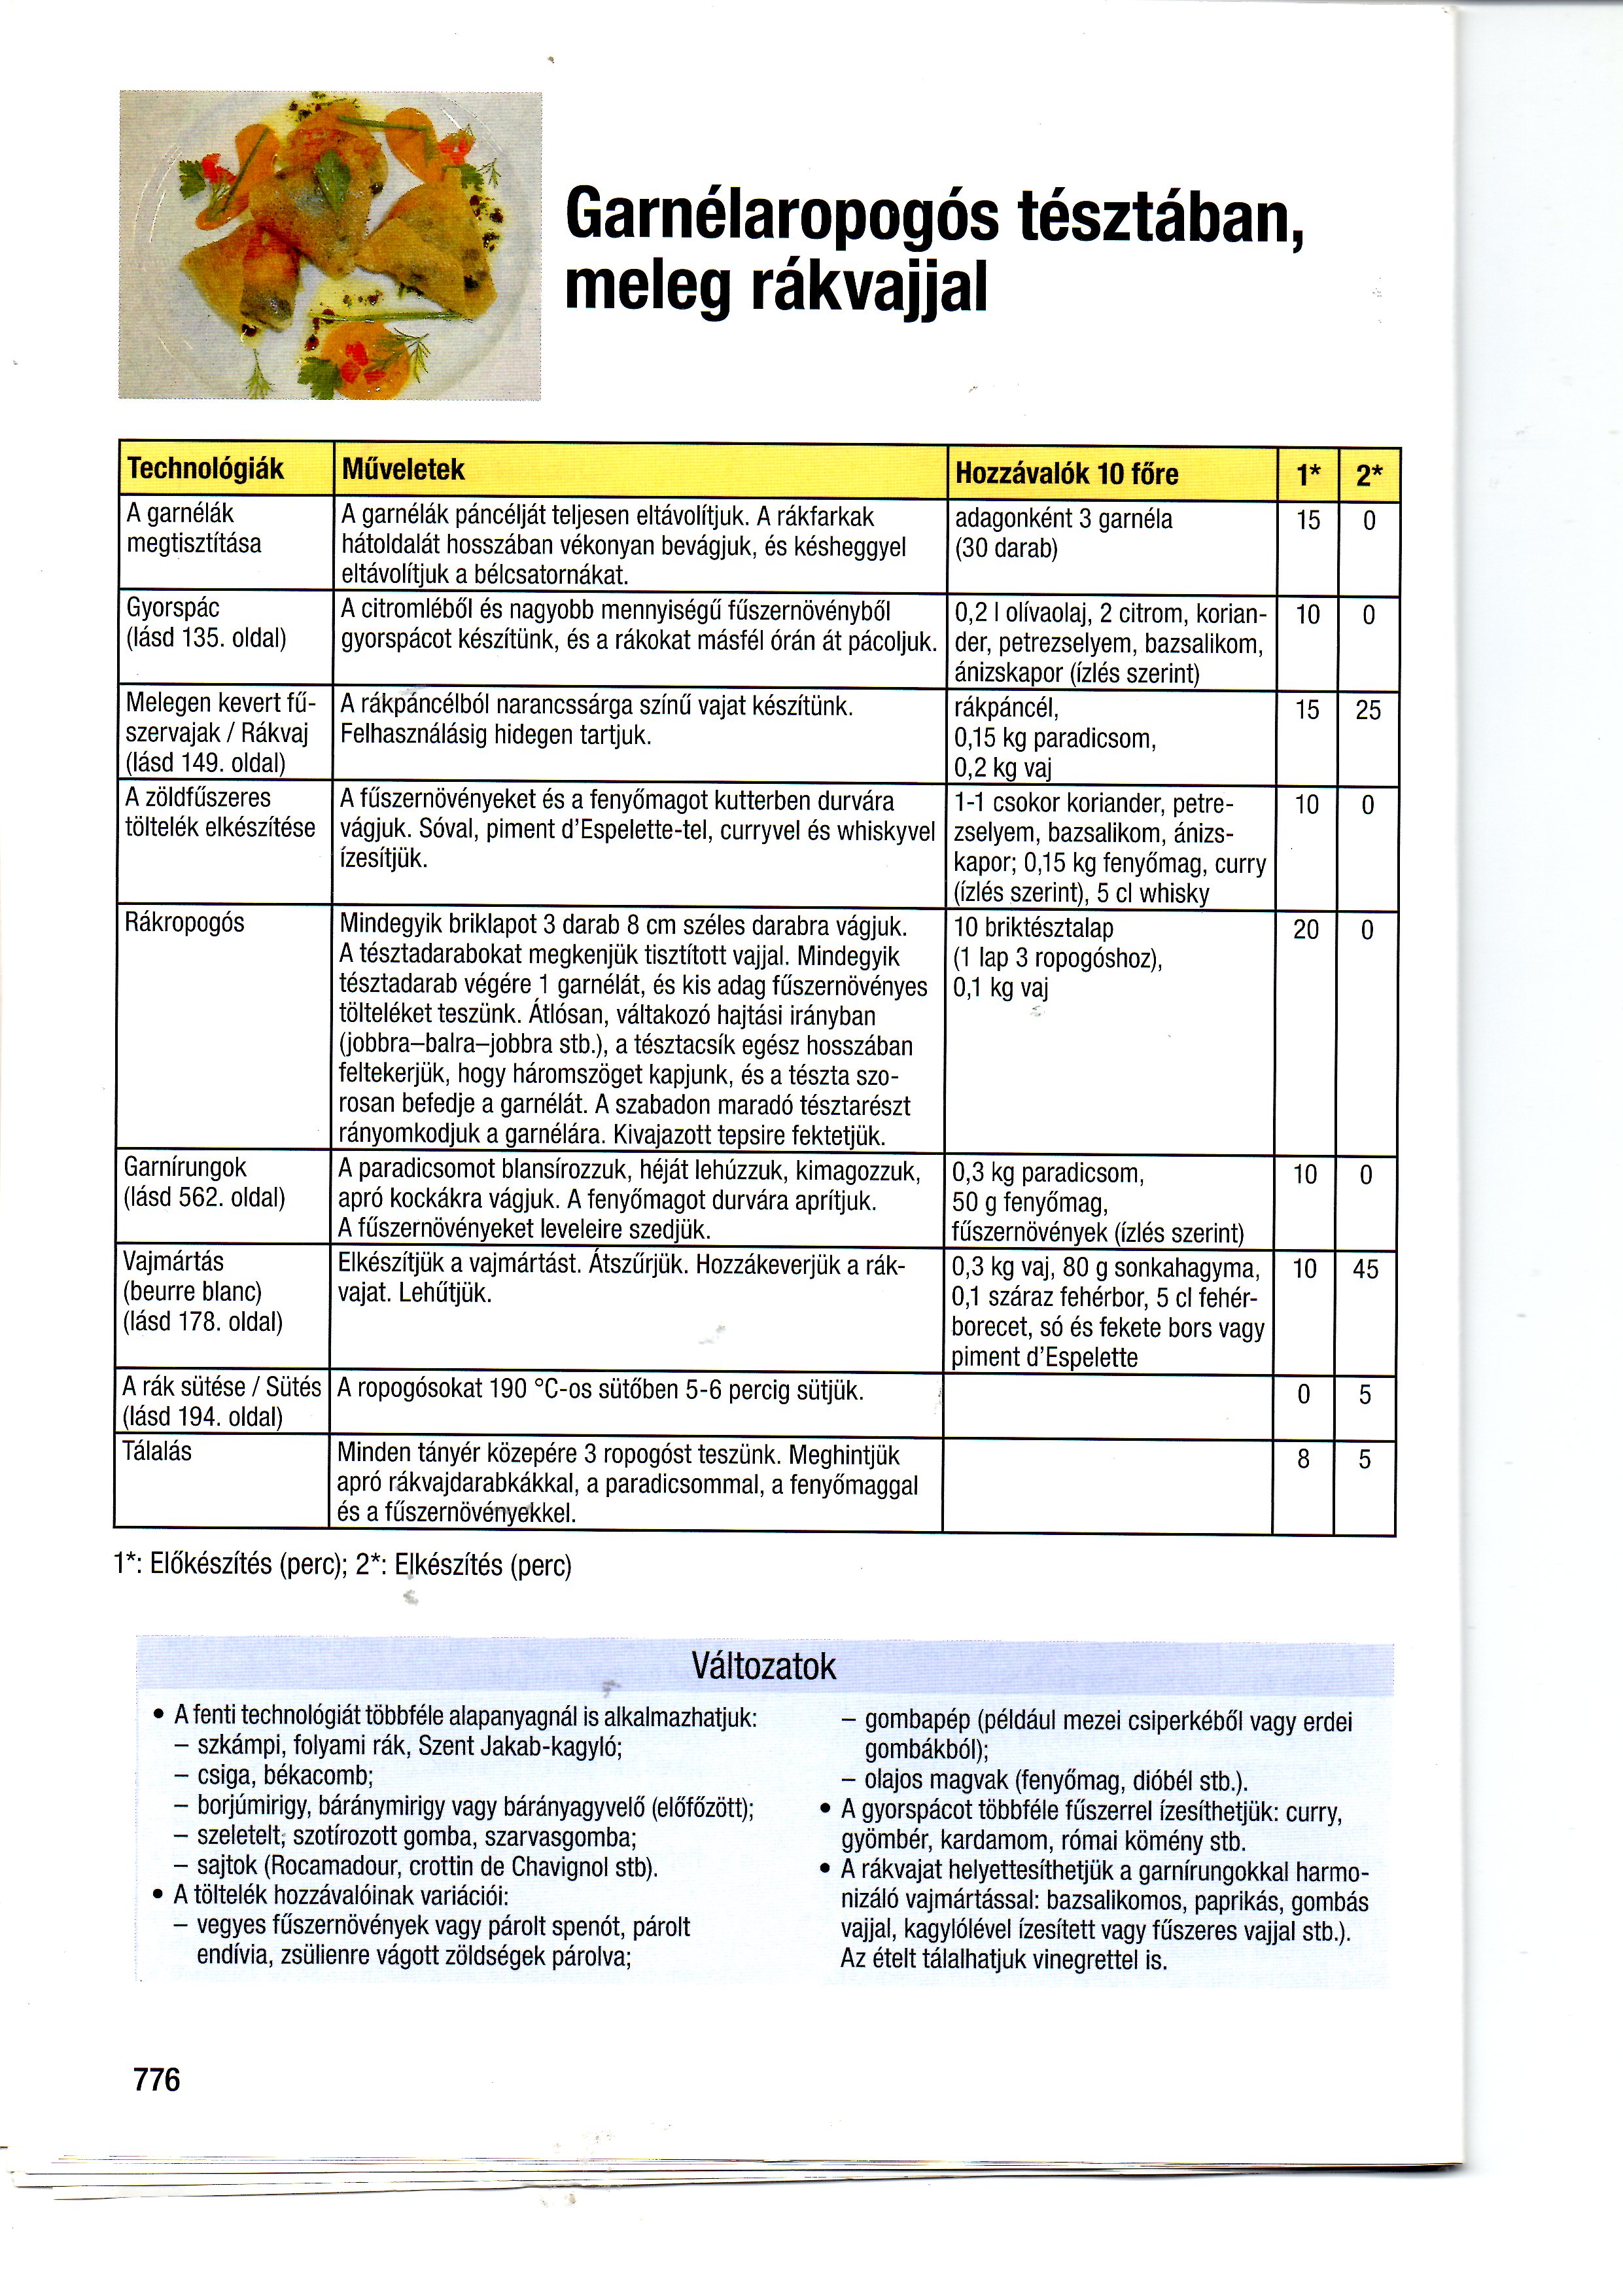 Garnélaropogós tésztában,
meleg rákvajjal
Technológiák
Műveletek
Hozzávalók 10 főre
1*
2*
A garnélák
megtisztítása
A garnélák páncélját teljesen eltávolítjuk. A rákfarkak
hátoldalát hosszában vékonyan bevágjuk, és késheggyel
eltávolítjuk a bélcsatornákat.
adagonként 3 garnéla
(30 darab)
15
0
Gyorspác
(lásd 135. oldal)
A citromléből és nagyobb mennyiségű fűszernövényből
gyorspácot készítünk, és a rákokat másfél órán át pácoljuk.
0,2 l olívaolaj, 2 citrom, korian-
der, petrezselyem, bazsalikom,
ánizskapor (ízlés szerint)
10
0
Melegen kevert fű-
szervajak / Rákvaj
(lásd 149. oldal)
A rákpáncélból narancssárga színű vajat készítünk.
Felhasználásig hidegen tartjuk.
rákpáncél,
0,15 kg paradicsom,
0,2 kg vaj
15
25
A zöldfűszeres
töltelék elkészítése
A fűszernövényeket és a fenyőmagot kutterben durvára
vágjuk. Sóval, piment d’Espelette-tel, curryvel és whiskyvel
ízesítjük.
1-1 csokor koriander, petre-
zselyem, bazsalikom, ánizs-
kapor; 0,15 kg fenyőmag, curry
(ízlés szerint), 5 cl whisky
10
0
Rákropogós
Mindegyik briklapot 3 darab 8 cm széles darabra vágjuk.
A tésztadarabokat megkenjük tisztított vajjal. Mindegyik
tésztadarab végére 1 garnélát, és kis adag fűszernövényes
tölteléket teszünk. Átlósan, váltakozó hajtási irányban
(jobbra–balra–jobbra stb.), a tésztacsík egész hosszában
feltekerjük, hogy háromszöget kapjunk, és a tészta szo-
rosan befedje a garnélát. A szabadon maradó tésztarészt
rányomkodjuk a garnélára. Kivajazott tepsire fektetjük.
10 briktésztalap
(1 lap 3 ropogóshoz),
0,1 kg vaj
20
0
Garnírungok
(lásd 562. oldal)
A paradicsomot blansírozzuk, héját lehúzzuk, kimagozzuk,
apró kockákra vágjuk. A fenyőmagot durvára aprítjuk.
A fűszernövényeket leveleire szedjük.
0,3 kg paradicsom,
50 g fenyőmag,
fűszernövények (ízlés szerint)
10
0
Vajmártás
(beurre blanc)
(lásd 178. oldal)
Elkészítjük a vajmártást. Átszűrjük. Hozzákeverjük a rák-
vajat. Lehűtjük.
0,3 kg vaj, 80 g sonkahagyma,
0,1 száraz fehérbor, 5 cl fehér-
borecet, só és fekete bors vagy
piment d’Espelette
10
45
A rák sütése / Sütés
(lásd 194. oldal)
A ropogósokat 190 °C-os sütőben 5-6 percig sütjük.
0
5
Tálalás
Minden tányér közepére 3 ropogóst teszünk. Meghintjük
apró rákvajdarabkákkal, a paradicsommal, a fenyőmaggal
és a fűszernövényekkel.
8
5
1*: Előkészítés (perc); 2*: Elkészítés (perc)
Változatok
• A fenti technológiát többféle alapanyagnál is alkalmazhatjuk:
– szkámpi, folyami rák, Szent Jakab-kagyló;
– csiga, békacomb;
– borjúmirigy, báránymirigy vagy bárányagyvelő (előfőzött);
– szeletelt, szotírozott gomba, szarvasgomba;
– sajtok (Rocamadour, crottin de Chavignol stb).
• A töltelék hozzávalóinak variációi:
– vegyes fűszernövények vagy párolt spenót, párolt
endívia, zsülienre vágott zöldségek párolva;
– gombapép (például mezei csiperkéből vagy erdei
gombákból);
– olajos magvak (fenyőmag, dióbél stb.).
• A gyorspácot többféle fűszerrel ízesíthetjük: curry,
gyömbér, kardamom, római kömény stb.
• A rákvajat helyettesíthetjük a garnírungokkal harmo-
nizáló vajmártással: bazsalikomos, paprikás, gombás
vajjal, kagylólével ízesített vagy fűszeres vajjal stb.).
Az ételt tálalhatjuk vinegrettel is.
776